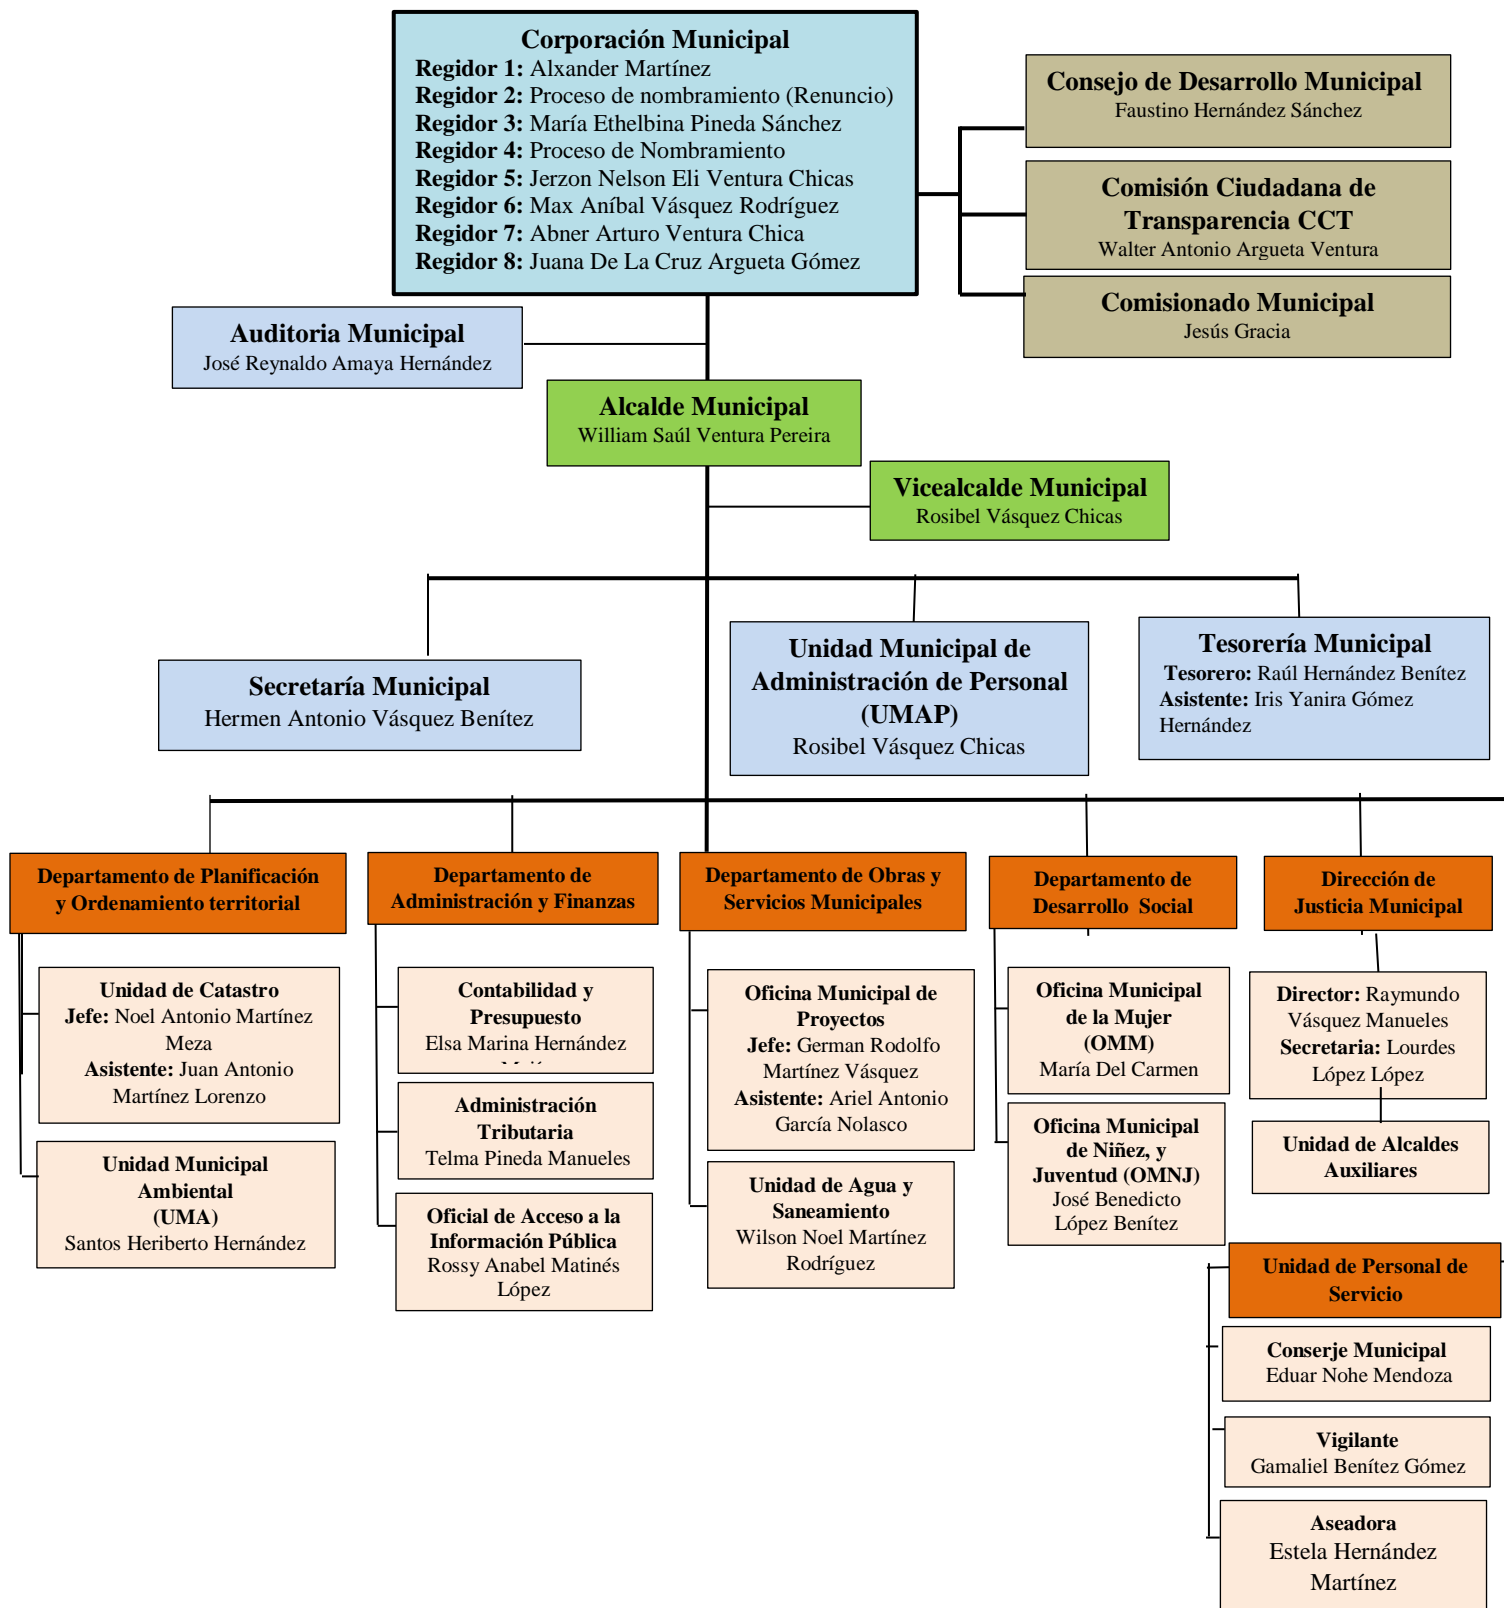 Corporación Municipal
Regidor 1: Alxander Martínez
Regidor 2: Proceso de nombramiento (Renuncio)
Regidor 3: María Ethelbina Pineda Sánchez
Regidor 4: Proceso de Nombramiento
Regidor 5: Jerzon Nelson Eli Ventura Chicas
Regidor 6: Max Aníbal Vásquez Rodríguez
Regidor 7: Abner Arturo Ventura Chica
Regidor 8: Juana De La Cruz Argueta Gómez
Consejo de Desarrollo Municipal
Faustino Hernández Sánchez
Comisión Ciudadana de
Transparencia CCT
Walter Antonio Argueta Ventura
Comisionado Municipal
Jesús Gracia
Auditoria Municipal
José Reynaldo Amaya Hernández
Alcalde Municipal
William Saúl Ventura Pereira
Vicealcalde Municipal
Rosibel Vásquez Chicas
Secretaría Municipal
Hermen Antonio Vásquez Benítez
Unidad Municipal de
Administración de Personal
(UMAP)
Rosibel Vásquez Chicas
Tesorería Municipal
Tesorero: Raúl Hernández Benítez
Asistente: Iris Yanira Gómez
Hernández
Departamento de Planificación
y Ordenamiento territorial
Unidad de Catastro
Jefe: Noel Antonio Martínez
Meza
Asistente: Juan Antonio
Martínez Lorenzo
Unidad Municipal
Ambiental
(UMA)
Santos Heriberto Hernández
Departamento de
Administración y Finanzas
Contabilidad y
Presupuesto
Elsa Marina Hernández
Administración
Tributaria
Telma Pineda Manueles
Oficial de Acceso a la
Información Pública
Rossy Anabel Matinés
López
Departamento de Obras y
Servicios Municipales
Oficina Municipal de
Proyectos
Jefe: German Rodolfo
Martínez Vásquez
Asistente: Ariel Antonio
García Nolasco
Unidad de Agua y
Saneamiento
Wilson Noel Martínez
Rodríguez
Departamento de
Desarrollo Social
Oficina Municipal
de la Mujer
(OMM)
María Del Carmen
Oficina Municipal
de Niñez, y
Juventud (OMNJ)
José Benedicto
López Benítez
Dirección de
Justicia Municipal
Director: Raymundo
Vásquez Manueles
Secretaria: Lourdes
López López
Unidad de Alcaldes
Auxiliares
Unidad de Personal de
Servicio
Conserje Municipal
Eduar Nohe Mendoza
Vigilante
Gamaliel Benítez Gómez
Aseadora
Estela Hernández
Martínez